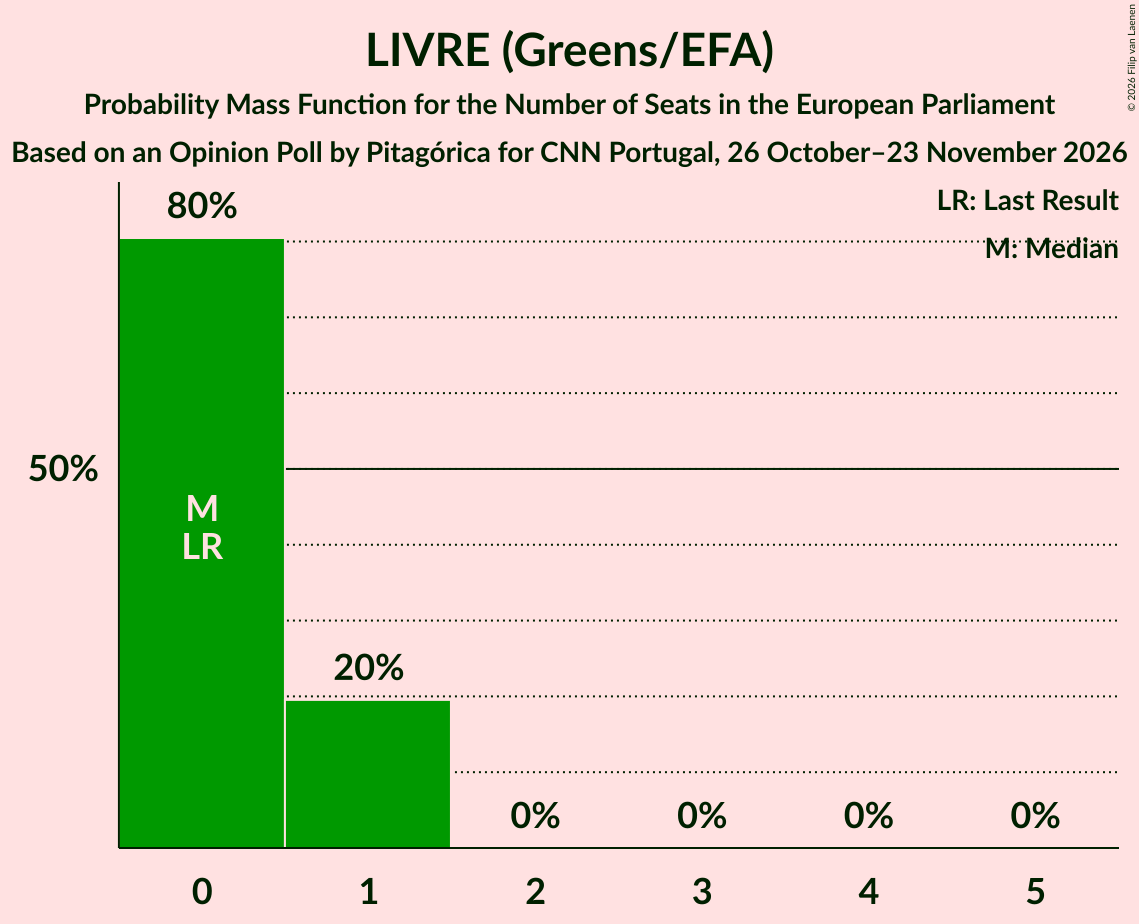 LIVRE (Greens/EFA)
Probability Mass Function for the Number of Seats in the European Parliament
Based on an Opinion Poll by Pitagórica for CNN Portugal, 26 October–23 November 2026
© 2026 Filip van Laenen
LR: Last Result
M: Median
80%
50%
M
LR
20%
0%
0%
0%
0%
0
1
2
3
4
5